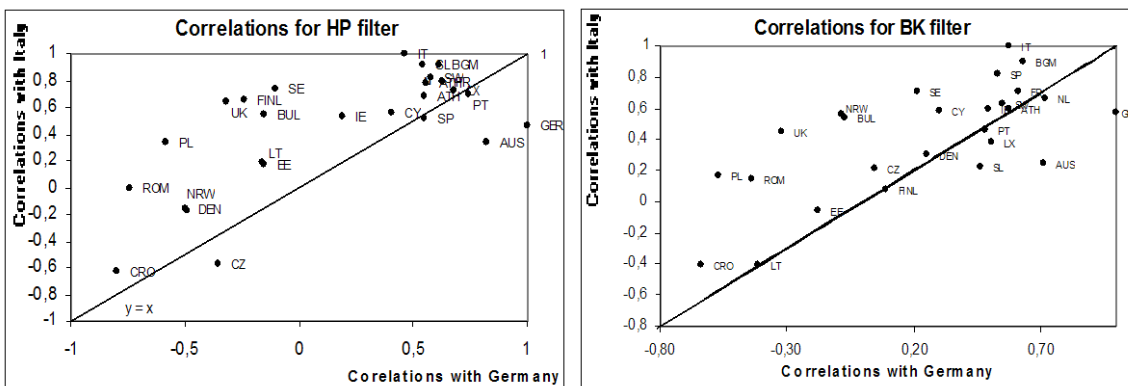 Correlations for HP filter
Correlations with Italy
1
0,8
0,6
0,4
0,2
0
-0,2
-0,4
-0,6
-0,8
-1
-1
-0,5
0
0,5
1
1
IT
SL
BGM
SE
FINL
UK
BUL
IE
CY
ATH
SP
PT
GER
AUS
PL
LT
EE
ROM
NRW
DEN
CRO
CZ
y = x
Corelations with Germany
Correlations for BK filter
Correlations with Italy
1
0,8
0,6
0,4
0,2
0
-0,2
-0,4
-0,6
-0,8
-0,80
-0,30
0,20
0,70
IT
BGM
SP
SE
FR
NL
NRW
BUL
CY
ATH
UK
PT
LX
DEN
AUS
G
PL
ROM
CZ
SL
FINL
EE
CRO
LT
Correlations with Germany